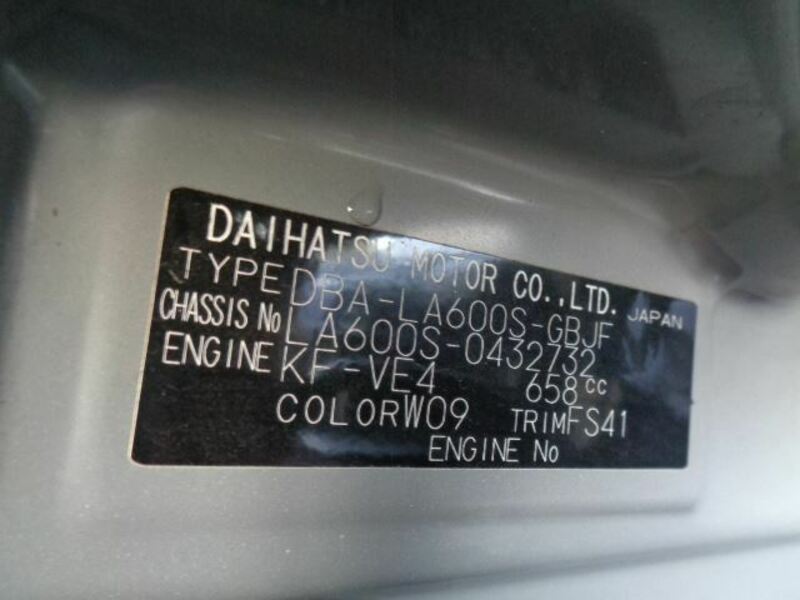 DAIHATSU MOTOR CO.,LTD. JAPAN
TYPE DBA-LA600S-GBJF
CHASSIS No LA600S-0432732
ENGINE KF-VE4 658cc
COLOR W09 TRIM FS41
ENGINE No